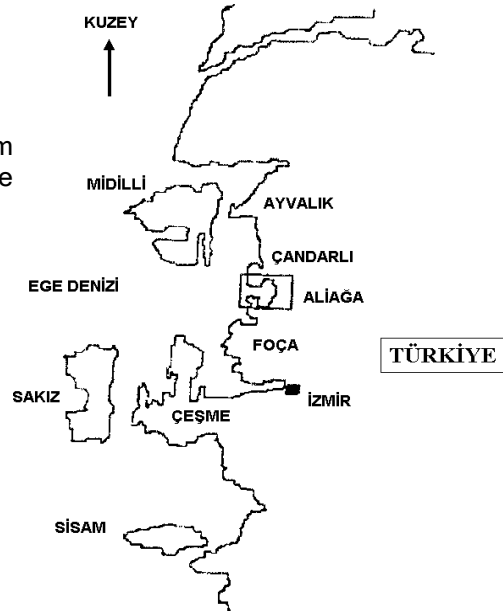 KUZEY
m
e
MİDİLLİ
AYVALIK
ÇANDARLI
EGE DENİZİ
ALİAĞA
FOÇA
TÜRKİYE
SAKIZ
ÇEŞME
İZMİR
SİSAM